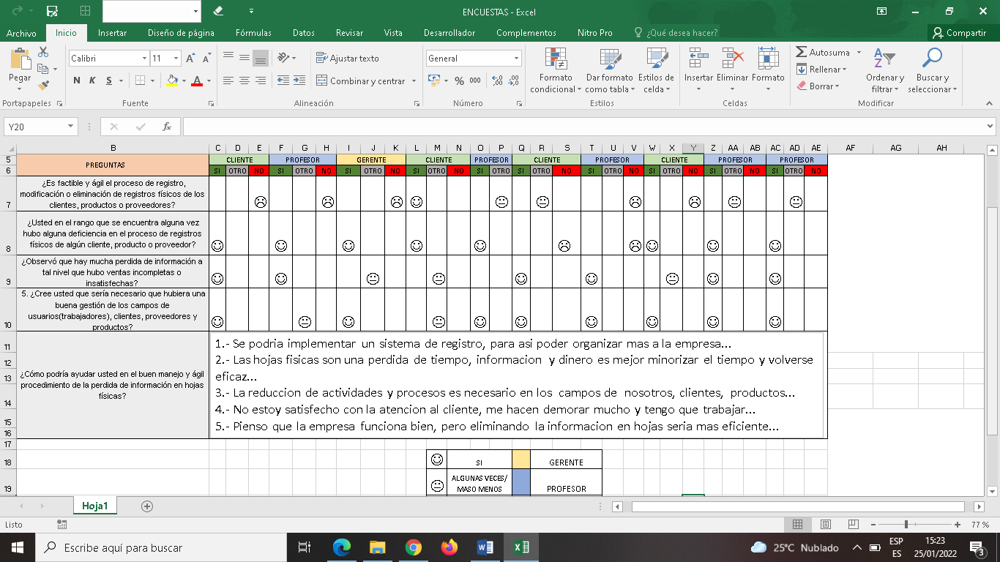 ENCUESTAS - Excel
Archivo Inicio Insertar Diseño de página Fórmulas Datos Revisar Vista Desarrollador Complementos Nitro Pro ¿Qué desea hacer? Compartir
Pegar
Calibri 11
N K S
Ajustar texto
Combinar y centrar
General
% 000
Formato condicional
Dar formato como tabla
Estilos de celda
Insertar Eliminar Formato
Autosuma
Rellenar
Borrar
Ordenar y filtrar
Buscar y seleccionar
Portapapeles Fuente Alineación Número Estilos Celdas Modificar
Y20 fx
B C D E F G H I J K L M N O P Q R S T U V W X Y Z AA AB AC AD AE AF AG AH
5 PREGUNTAS CLIENTE PROFESOR GERENTE CLIENTE PROFESOR CLIENTE PROFESOR CLIENTE PROFESOR PROFESOR
6 SI OTRO NO SI OTRO NO SI OTRO NO SI OTRO NO SI OTRO SI OTRO NO SI OTRO NO SI OTRO NO SI OTRO NO SI OTRO NO
¿Es factible y ágil el proceso de registro,
modificación o eliminación de registros físicos de los
7 clientes, productos o proveedores?
¿Usted en el rango que se encuentra alguna vez
hubo alguna deficiencia en el proceso de registros
8 físicos de algún cliente, producto o proveedor?
¿Observó que hay mucha perdida de información a
tal nivel que hubo ventas incompletas o
9 insatisfechas?
5. ¿Cree usted que sería necesario que hubiera una
buena gestión de los campos de
usuarios(trabajadores), clientes, proveedores y
10 productos?
11
12
13
14
15
16
¿Cómo podría ayudar usted en el buen manejo y ágil
procedimiento de la perdida de información en hojas
físicas?
1.- Se podria implementar un sistema de registro, para asi poder organizar mas a la empresa...
2.- Las hojas fisicas son una perdida de tiempo, informacion y dinero es mejor minorizar el tiempo y volverse
eficaz...
3.- La reduccion de actividades y procesos es necesario en los campos de nosotros, clientes, productos...
4.- No estoy satisfecho con la atencion al cliente, me hacen demorar mucho y tengo que trabajar...
5.- Pienso que la empresa funciona bien, pero eliminando la informacion en hojas seria mas eficiente...
17
18 SI GERENTE
ALGUNAS VECES/
19 MASO MENOS PROFESOR
Hoja1
Listo 77 %
Escribe aquí para buscar
25°C Nublado
ESP
ES
15:23
25/01/2022
3